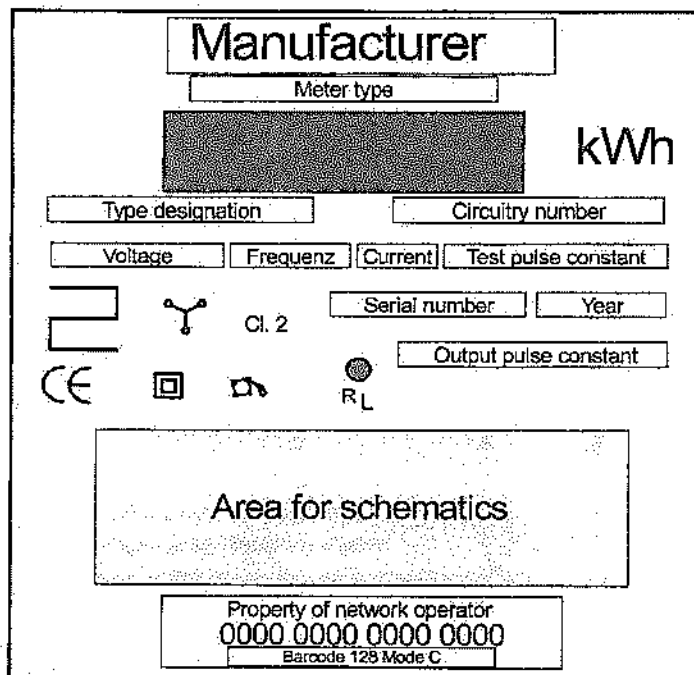 Manufacturer
Meter type
kWh
Type designation Circuitry number
Voltage Frequenz Current Test pulse constant
Cl. 2 Serial number Year
Output pulse constant
CE RL
Area for schematics
Property of network operator
0000 0000 0000 0000
Barcode 128 Mode C